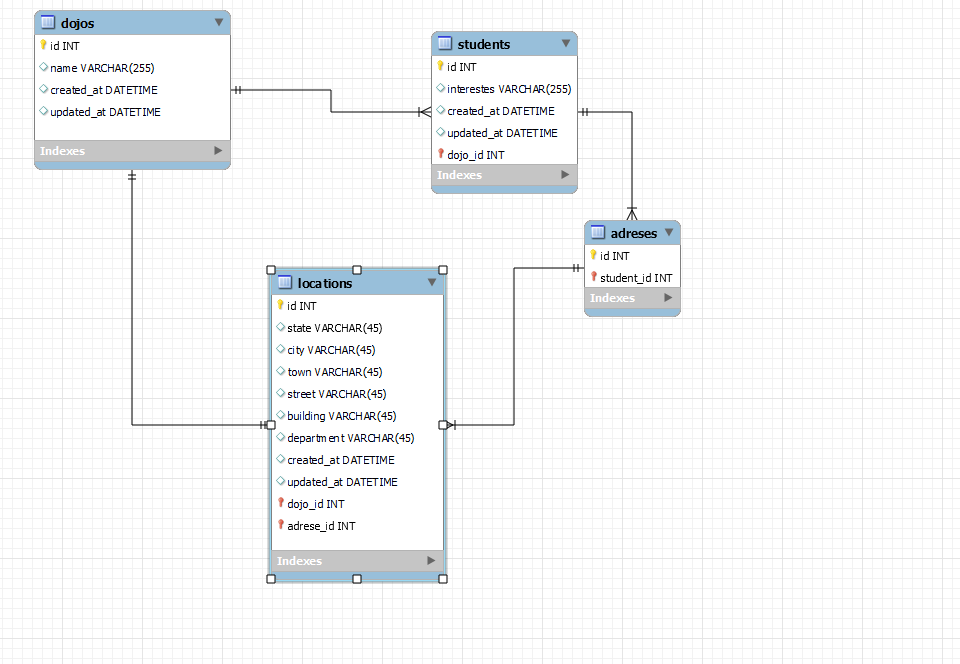 dojos
id INT
name VARCHAR(255)
created_at DATETIME
updated_at DATETIME
Indexes
students
id INT
interestes VARCHAR(255)
created_at DATETIME
updated_at DATETIME
dojo_id INT
Indexes
adreses
id INT
student_id INT
Indexes
locations
id INT
state VARCHAR(45)
city VARCHAR(45)
town VARCHAR(45)
street VARCHAR(45)
building VARCHAR(45)
department VARCHAR(45)
created_at DATETIME
updated_at DATETIME
dojo_id INT
adrese_id INT
Indexes